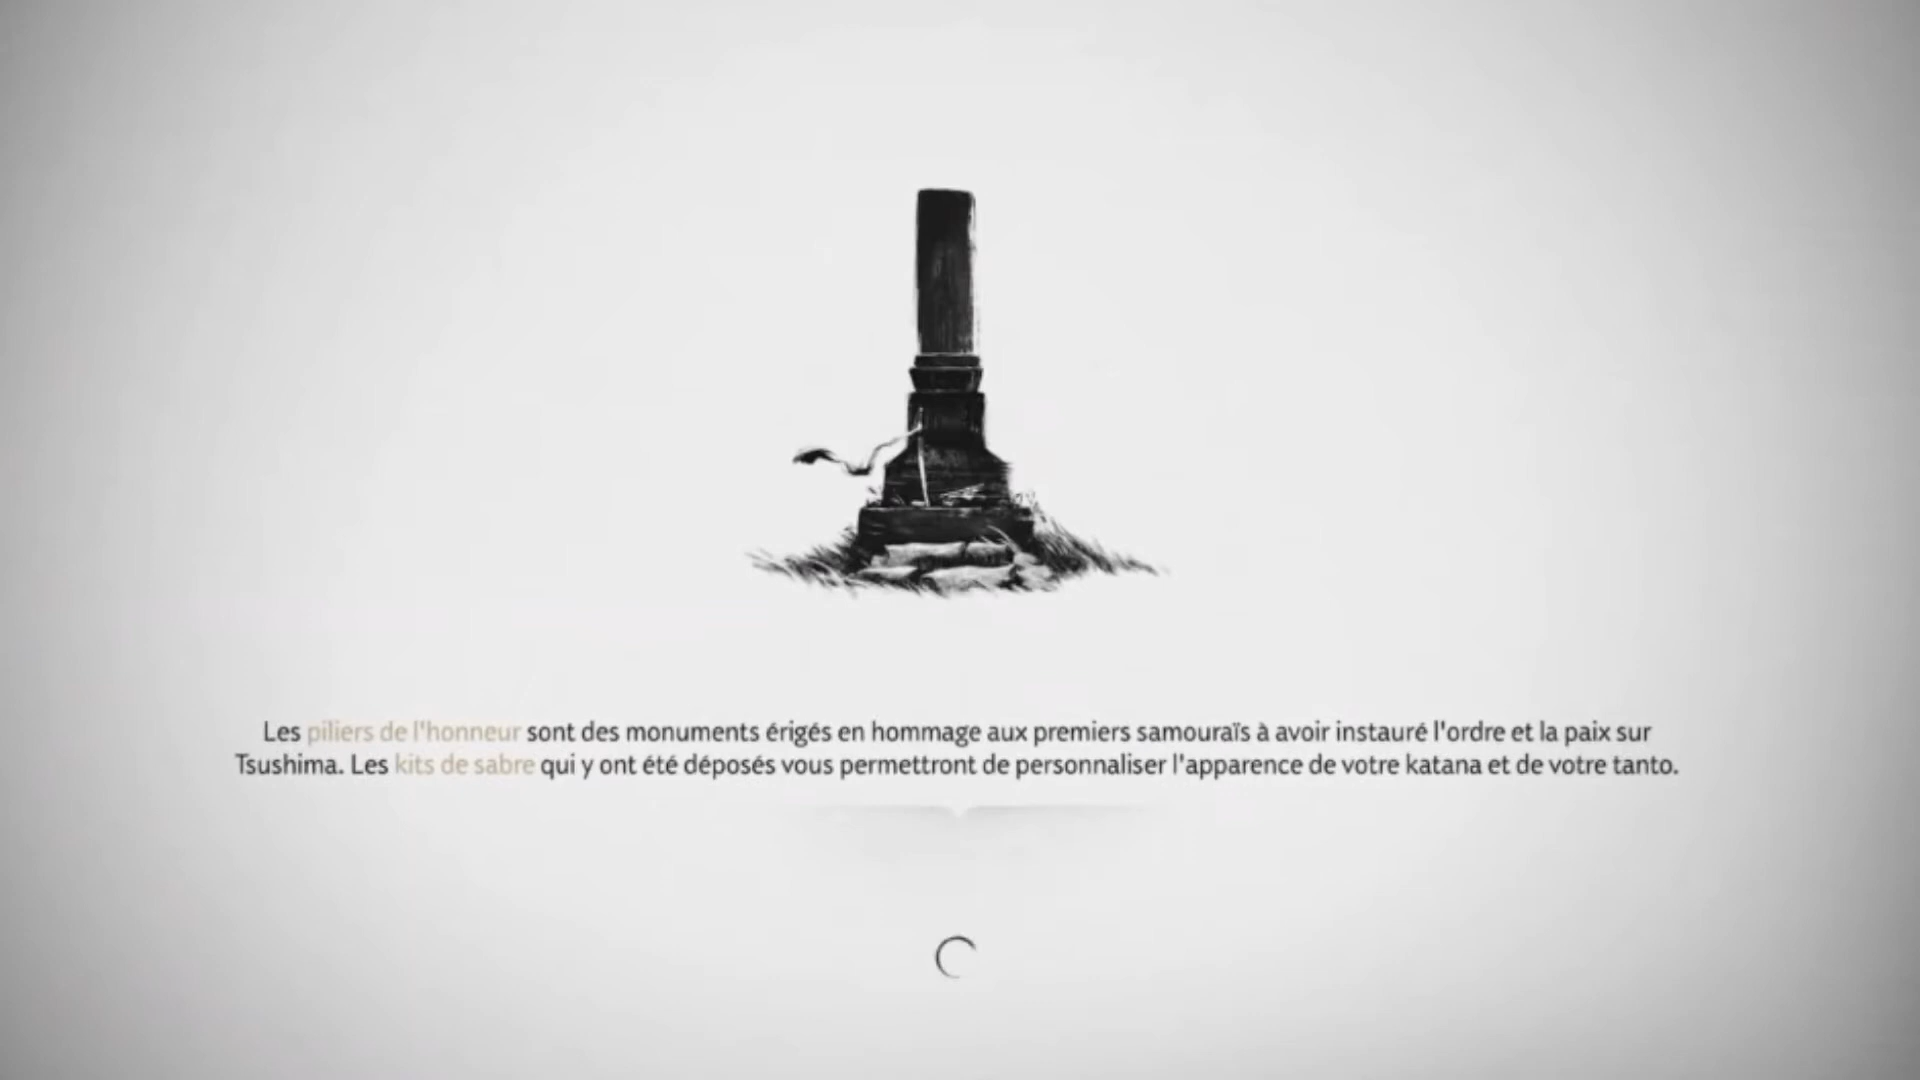 Les piliers de l'honneur sont des monuments érigés en hommage aux premiers samouraïs à avoir instauré l'ordre et la paix sur
Tsushima. Les kits de sabre qui y ont été déposés vous permettront de personnaliser l'apparence de votre katana et de votre tanto.